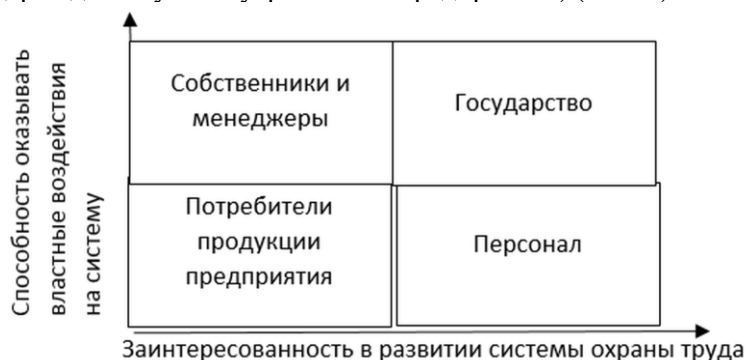 Способность оказывать
властные воздействия
на систему
Собственники и
менеджеры
Государство
Потребители
продукции
предприятия
Персонал
Заинтересованность в развитии системы охраны труда